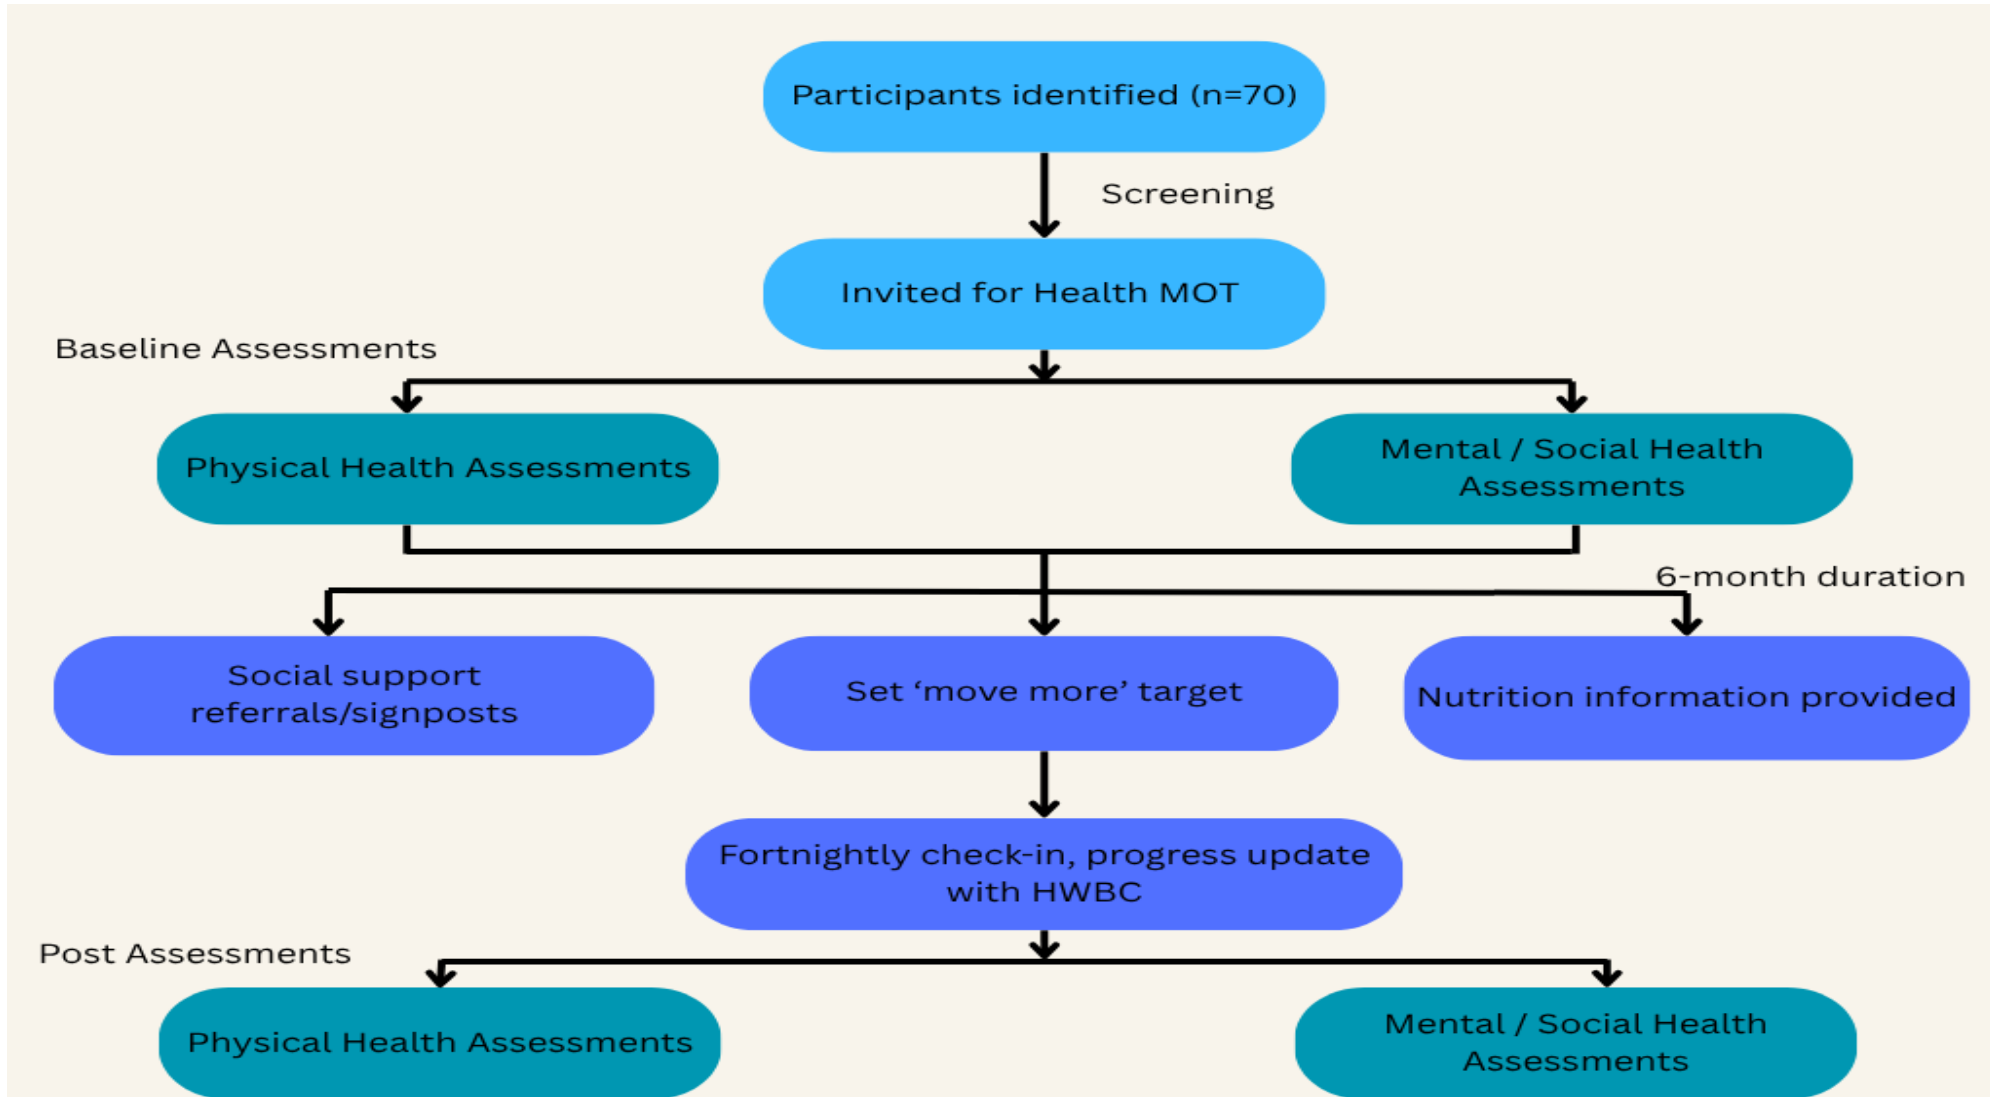 Participants identified (n=70)
Screening
Invited for Health MOT
Baseline Assessments
Physical Health Assessments
Mental / Social Health
Assessments
6-month duration
Social support
referrals/signposts
Set ‘move more’ target
Nutrition information provided
Fortnightly check-in, progress update
with HWBC
Post Assessments
Physical Health Assessments
Mental / Social Health
Assessments